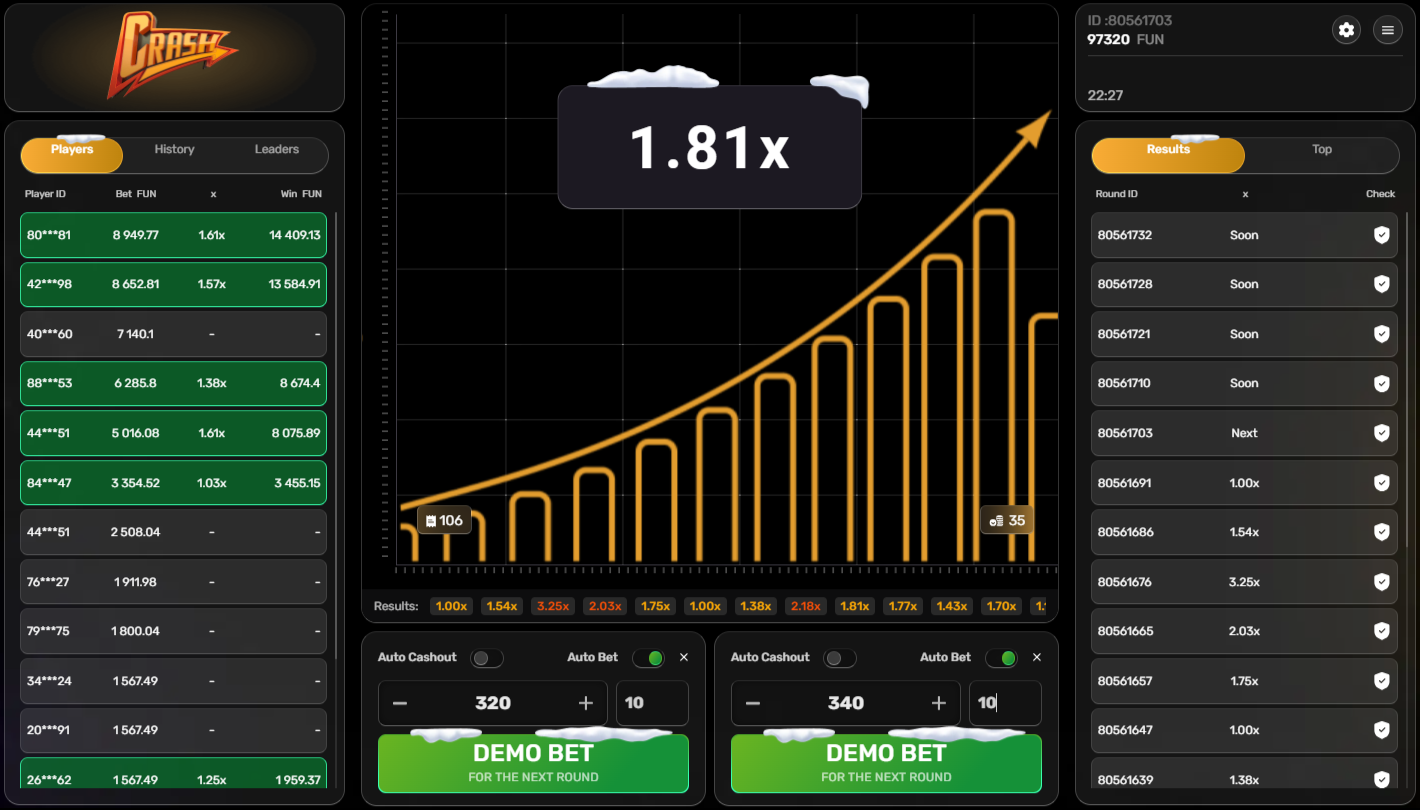 CRASH
Players History Leaders
Player ID Bet FUN x Win FUN
80***81 8 949.77 1.61x 14 409.13
42***98 8 652.81 1.57x 13 584.91
40***60 7 140.1 - -
88***53 6 285.8 1.38x 8 674.4
44***51 5 016.08 1.61x 8 075.89
84***47 3 354.52 1.03x 3 455.15
44***51 2 508.04 - -
76***27 1 911.98 - -
79***75 1 800.04 - -
34***24 1 567.49 - -
20***91 1 567.49 - -
26***62 1 567.49 1.25x 1 959.37
1.81x
106
35
Results: 1.00x 1.54x 3.25x 2.03x 1.75x 1.00x 1.38x 2.18x 1.81x 1.77x 1.43x 1.70x
Auto Cashout Auto Bet ×
− 320 + 10
DEMO BET
FOR THE NEXT ROUND
Auto Cashout Auto Bet ×
− 340 + 10
DEMO BET
FOR THE NEXT ROUND
ID :80561703
97320 FUN
22:27
Results Top
Round ID x Check
80561732 Soon
80561728 Soon
80561721 Soon
80561710 Soon
80561703 Next
80561691 1.00x
80561686 1.54x
80561676 3.25x
80561665 2.03x
80561657 1.75x
80561647 1.00x
80561639 1.38x